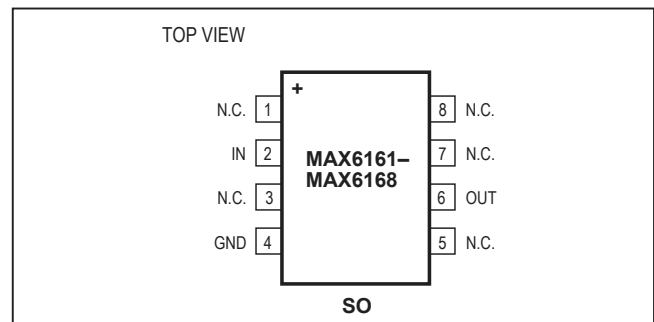 TOP VIEW
+
N.C. 1
8 N.C.
IN 2
7 N.C.
MAX6161–
MAX6168
N.C. 3
6 OUT
GND 4
5 N.C.
SO